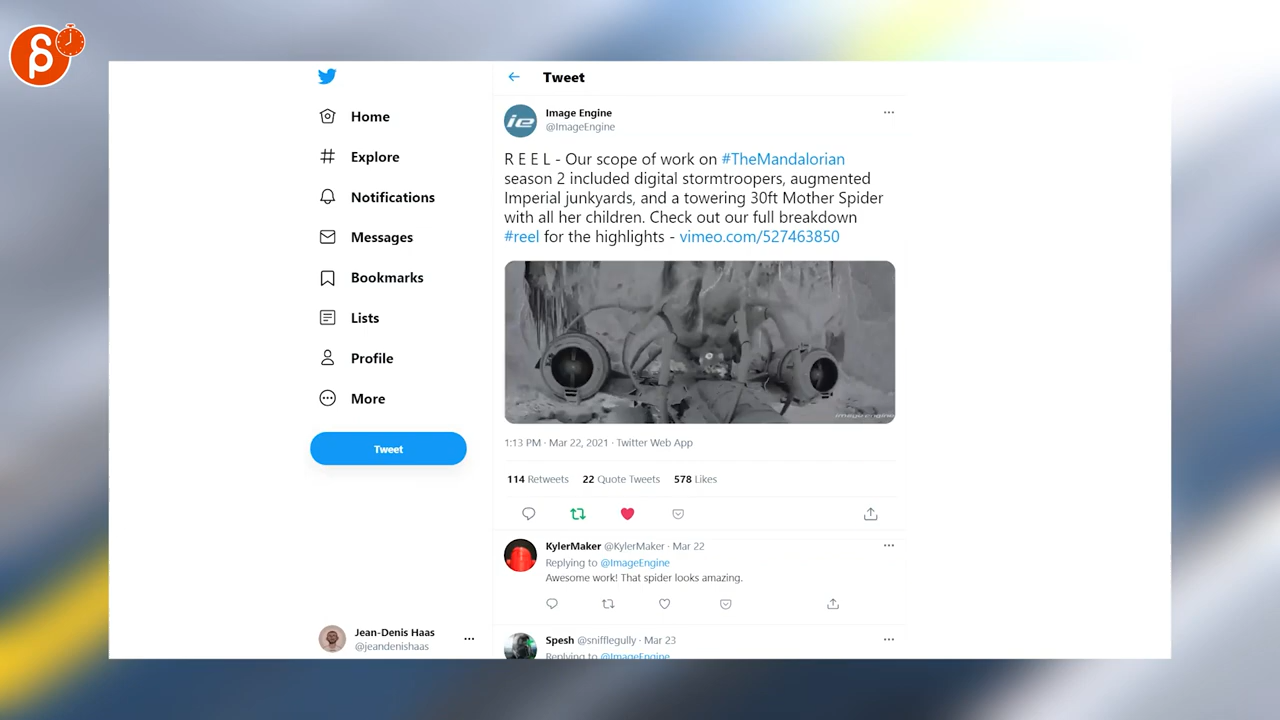 Home
Explore
Notifications
Messages
Bookmarks
Lists
Profile
More
Tweet
Jean-Denis Haas
@jeandenishaas
Tweet
ie
Image Engine
@ImageEngine
R E E L - Our scope of work on #TheMandalorian
season 2 included digital stormtroopers, augmented
Imperial junkyards, and a towering 30ft Mother Spider
with all her children. Check out our full breakdown
#reel for the highlights - vimeo.com/527463850
1:13 PM · Mar 22, 2021 · Twitter Web App
114 Retweets 22 Quote Tweets 578 Likes
KylerMaker @KylerMaker · Mar 22
Replying to @ImageEngine
Awesome work! That spider looks amazing.
Spesh @snifflegully · Mar 23
Replying to @ImageEngine